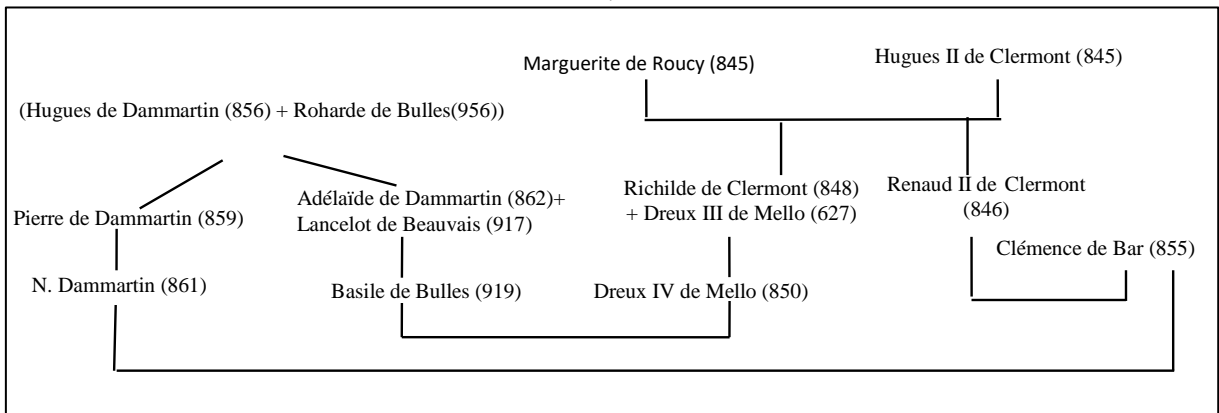 Marguerite de Roucy (845)
Hugues II de Clermont (845)
(Hugues de Dammartin (856) + Roharde de Bulles(956))
Pierre de Dammartin (859)
Adélaïde de Dammartin (862)+
Lancelot de Beauvais (917)
Richilde de Clermont (848)
+ Dreux III de Mello (627)
Renaud II de Clermont
(846)
Clémence de Bar (855)
N. Dammartin (861)
Basile de Bulles (919)
Dreux IV de Mello (850)